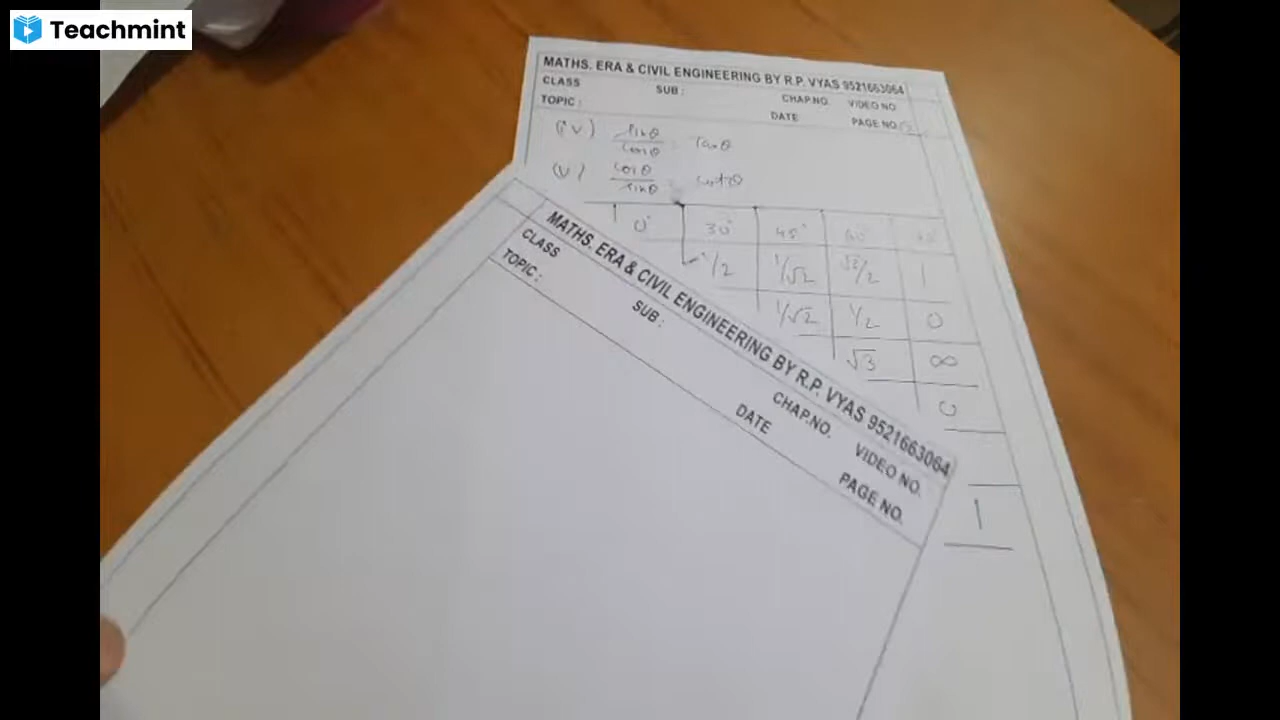 Teachmint
MATHS. ERA & CIVIL ENGINEERING BY R.P. VYAS 9521663064
CLASS SUB : CHAP.NO. VIDEO NO.
TOPIC : DATE PAGE NO.
(iv) sinθ/cosθ = Tanθ
(v) cosθ/sinθ = cotθ
0° 30° 45° 60°
1/2 1/√2 √3/2 1
1/√2 1/2 0
√3 ∞
0
1
MATHS. ERA & CIVIL ENGINEERING BY R.P. VYAS 9521663064
CLASS SUB : CHAP.NO. VIDEO NO.
TOPIC : DATE PAGE NO.